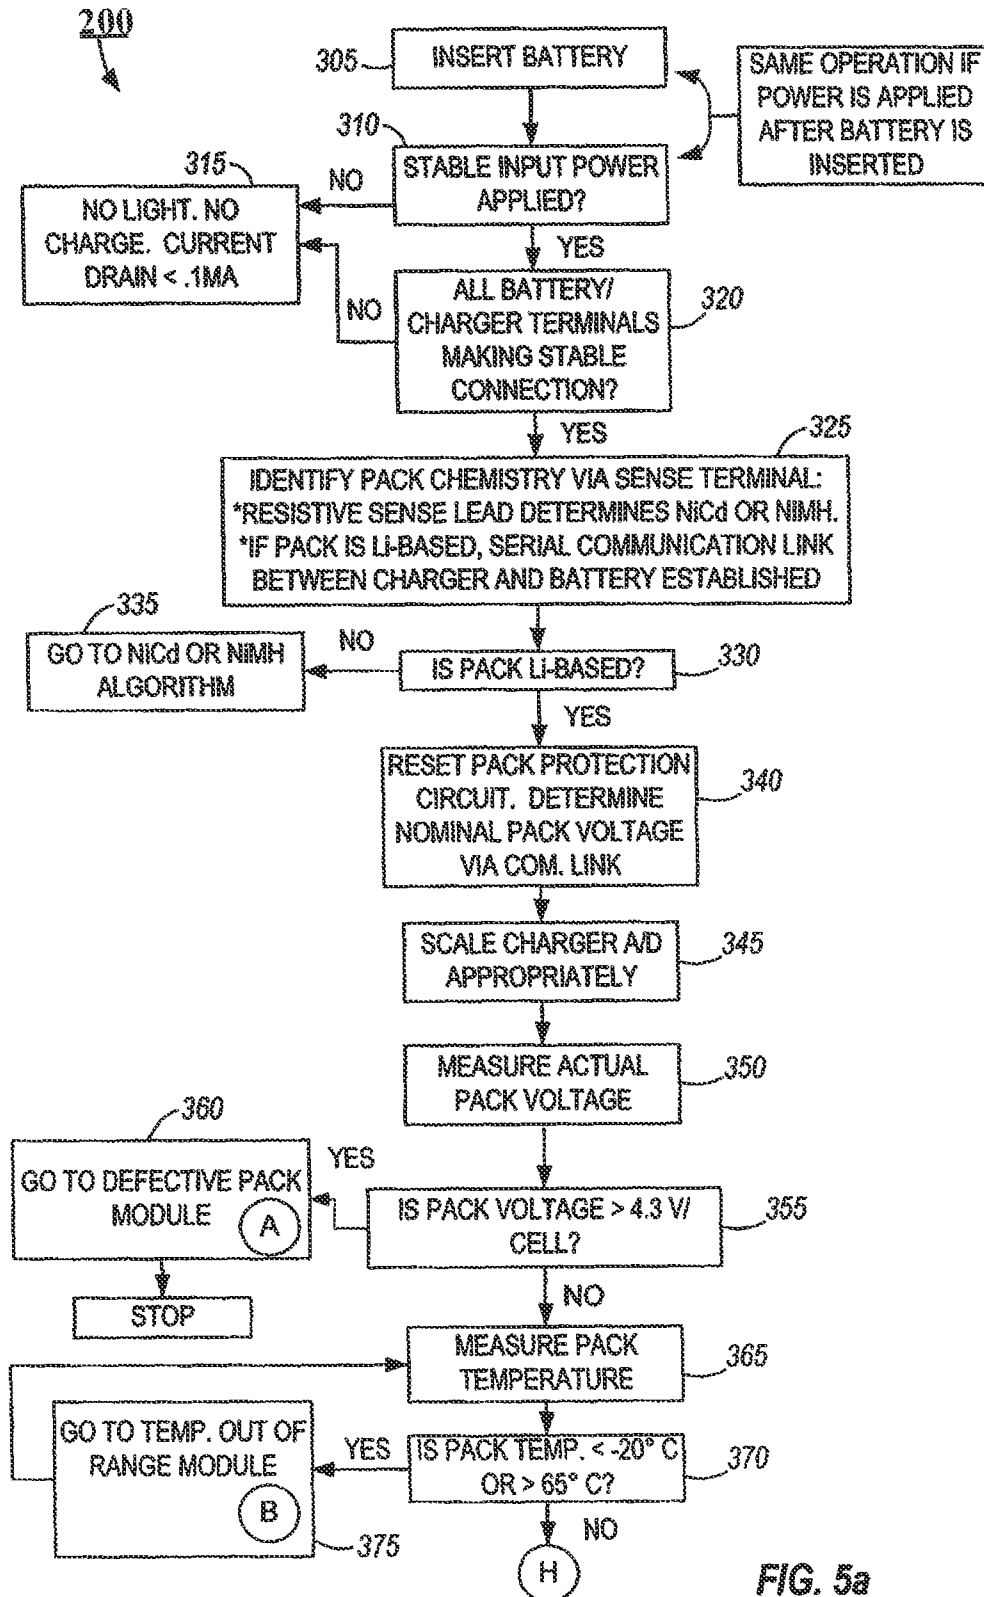 200
305
INSERT BATTERY
SAME OPERATION IF
POWER IS APPLIED
AFTER BATTERY IS
INSERTED
310
STABLE INPUT POWER
APPLIED?
NO
315
NO LIGHT. NO
CHARGE. CURRENT
DRAIN < .1MA
YES
NO
ALL BATTERY/
CHARGER TERMINALS
MAKING STABLE
CONNECTION?
320
YES
325
IDENTIFY PACK CHEMISTRY VIA SENSE TERMINAL:
*RESISTIVE SENSE LEAD DETERMINES NiCd OR NiMH.
*IF PACK IS Li-BASED, SERIAL COMMUNICATION LINK
BETWEEN CHARGER AND BATTERY ESTABLISHED
335
GO TO NiCd OR NiMH
ALGORITHM
NO
IS PACK Li-BASED?
330
YES
RESET PACK PROTECTION
CIRCUIT. DETERMINE
NOMINAL PACK VOLTAGE
VIA COM. LINK
340
SCALE CHARGER A/D
APPROPRIATELY
345
MEASURE ACTUAL
PACK VOLTAGE
350
360
GO TO DEFECTIVE PACK
MODULE
A
YES
IS PACK VOLTAGE > 4.3 V/
CELL?
355
STOP
NO
MEASURE PACK
TEMPERATURE
365
GO TO TEMP. OUT OF
RANGE MODULE
B
375
YES
IS PACK TEMP. < -20° C
OR > 65° C?
370
NO
H
FIG. 5a